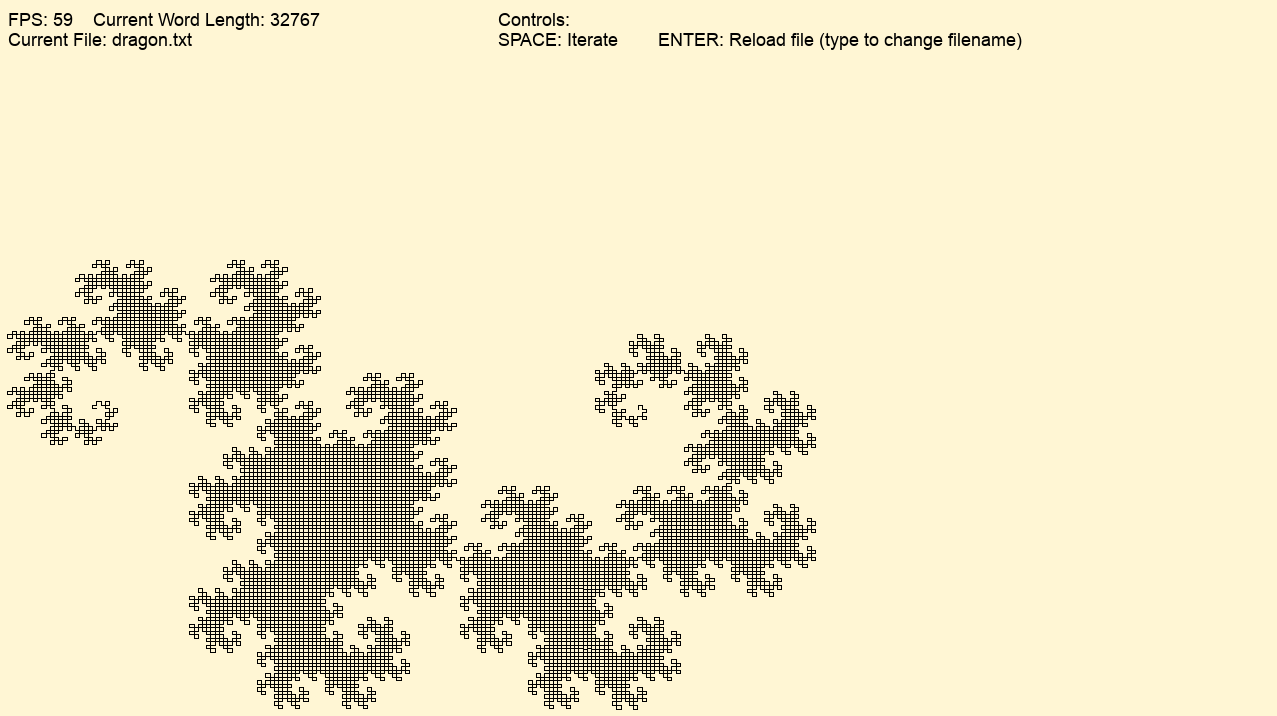 FPS: 59    Current Word Length: 32767
Current File: dragon.txt
Controls:
SPACE: Iterate        ENTER: Reload file (type to change filename)